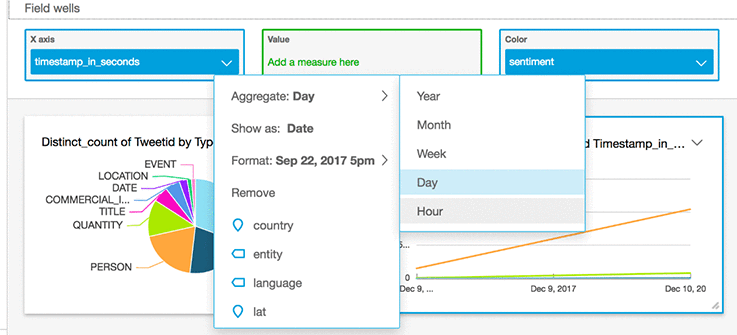 Field wells
X axis
timestamp_in_seconds
Value
Add a measure here
Color
sentiment
Aggregate: Day
Show as: Date
Format: Sep 22, 2017 5pm
Remove
country
entity
language
lat
Year
Month
Week
Day
Hour
Distinct_count of Tweetid by Typ
EVENT
LOCATION
DATE
COMMERCIAL_I...
TITLE
QUANTITY
PERSON
d Timestamp_in_...
5...
0
Dec 9, ...
Dec 9, 2017
Dec 10, 20